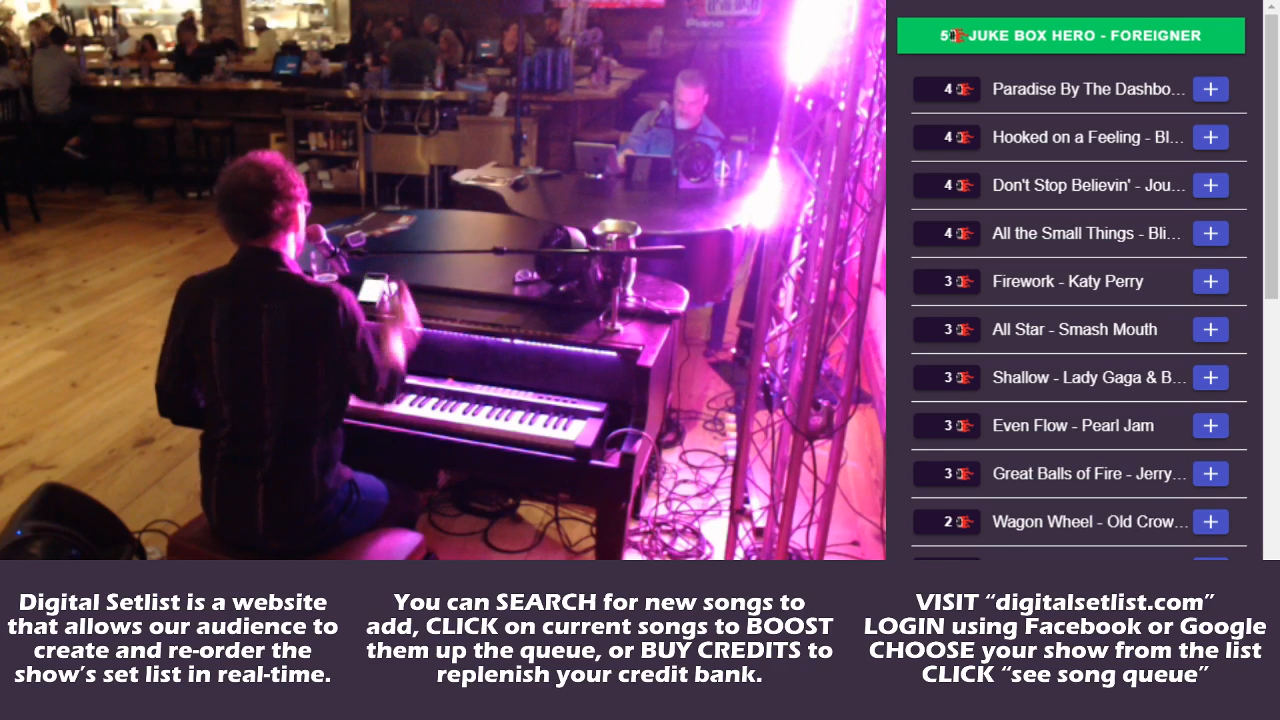 Piano
5 JUKE BOX HERO - FOREIGNER
4 Paradise By The Dashbo...
4 Hooked on a Feeling - Bl...
4 Don't Stop Believin' - Jou...
4 All the Small Things - Bli...
3 Firework - Katy Perry
3 All Star - Smash Mouth
3 Shallow - Lady Gaga & B...
3 Even Flow - Pearl Jam
3 Great Balls of Fire - Jerry...
2 Wagon Wheel - Old Crow...
Digital Setlist is a website
that allows our audience to
create and re-order the
show's set list in real-time.
You can SEARCH for new songs to
add, CLICK on current songs to BOOST
them up the queue, or BUY CREDITS to
replenish your credit bank.
VISIT “digitalsetlist.com”
LOGIN using Facebook or Google
CHOOSE your show from the list
CLICK “see song queue”